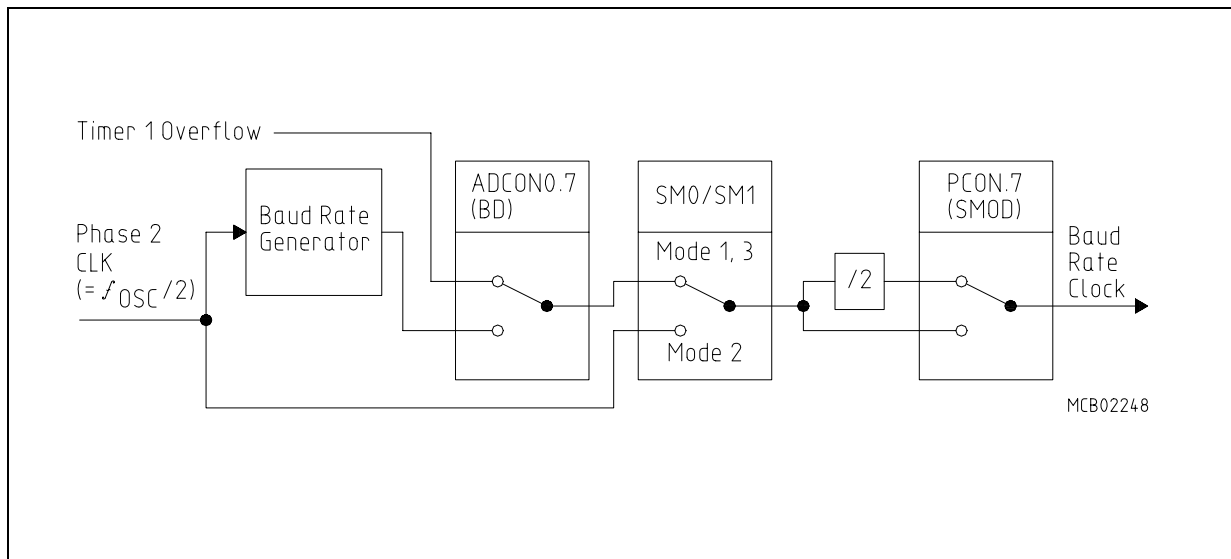 Timer 1 Overflow
Phase 2
CLK
(= fOSC/2)
Baud Rate
Generator
ADCON0.7
(BD)
SM0/SM1
Mode 1, 3
Mode 2
/2
PCON.7
(SMOD)
Baud
Rate
Clock
MCB02248